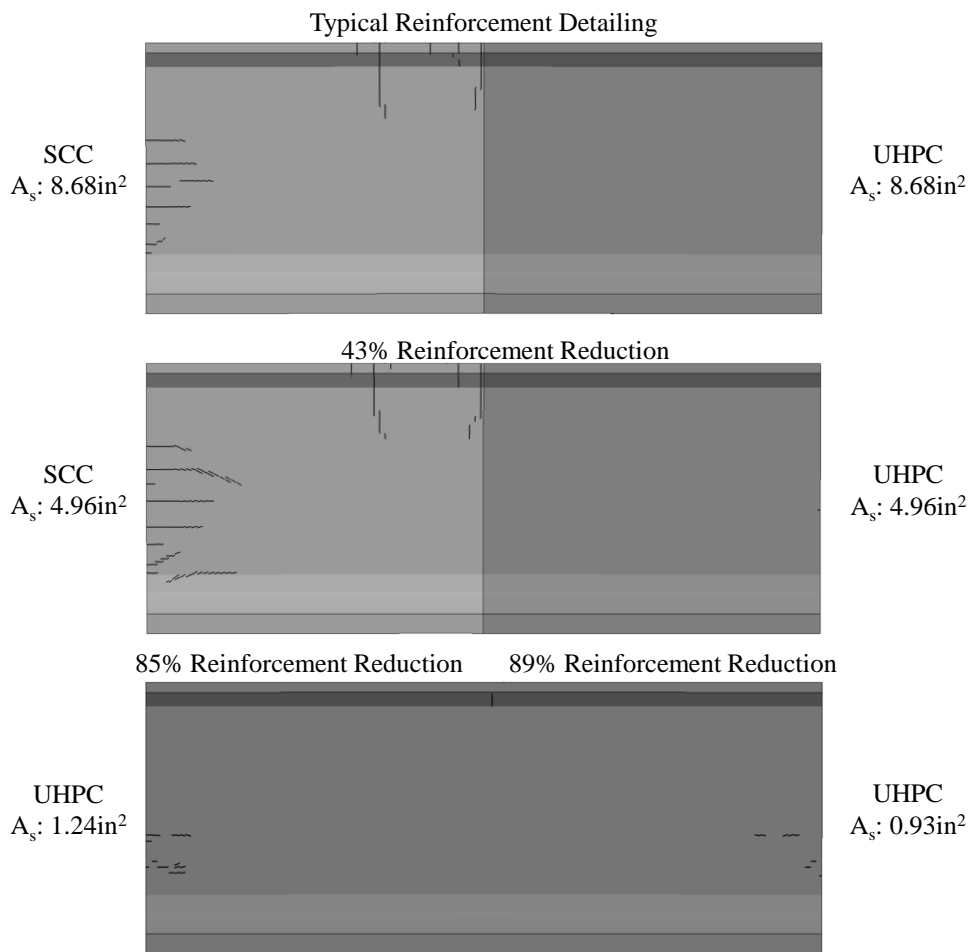 Typical Reinforcement Detailing
SCC
Aₛ: 8.68in²
UHPC
Aₛ: 8.68in²
43% Reinforcement Reduction
SCC
Aₛ: 4.96in²
UHPC
Aₛ: 4.96in²
85% Reinforcement Reduction
89% Reinforcement Reduction
UHPC
Aₛ: 1.24in²
UHPC
Aₛ: 0.93in²